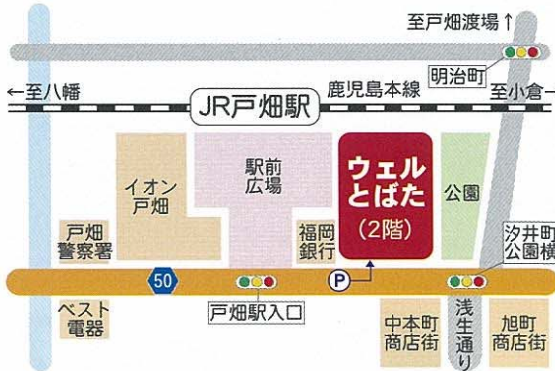 至戸畑渡場↑
明治町
←至八幡
JR戸畑駅
鹿児島本線
至小倉→
イオン
戸畑
駅前
広場
ウェル
とばた
(2階)
公園
戸畑
警察署
福岡
銀行
汐井町
公園横
50
P
ベスト
電器
戸畑駅入口
中本町
商店街
浅生通り
旭町
商店街